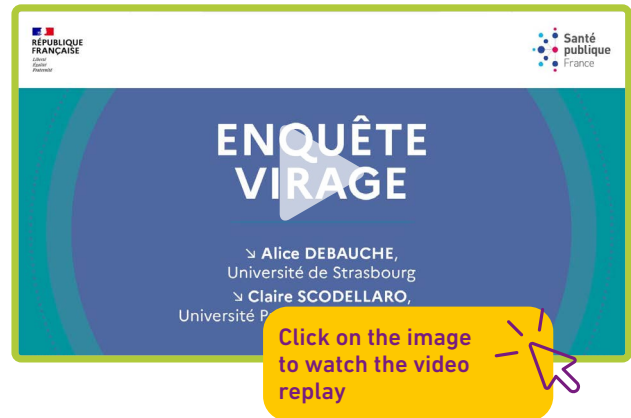 RÉPUBLIQUE
FRANÇAISE
Liberté
Égalité
Fraternité
Santé
publique
France
ENQUÊTE
VIRAGE
↘ Alice DEBAUCHE,
Université de Strasbourg
↘ Claire SCODELLARO,
Université
Click on the image
to watch the video
replay